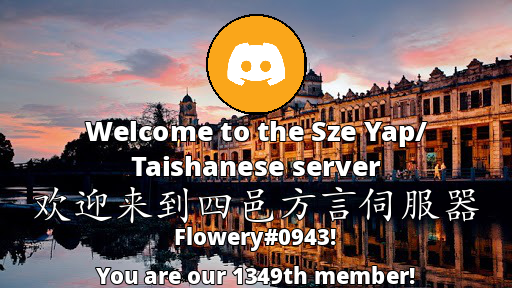 Welcome to the Sze Yap/
Taishanese server
欢迎来到四邑方言伺服器
Flowery#0943!
You are our 1349th member!